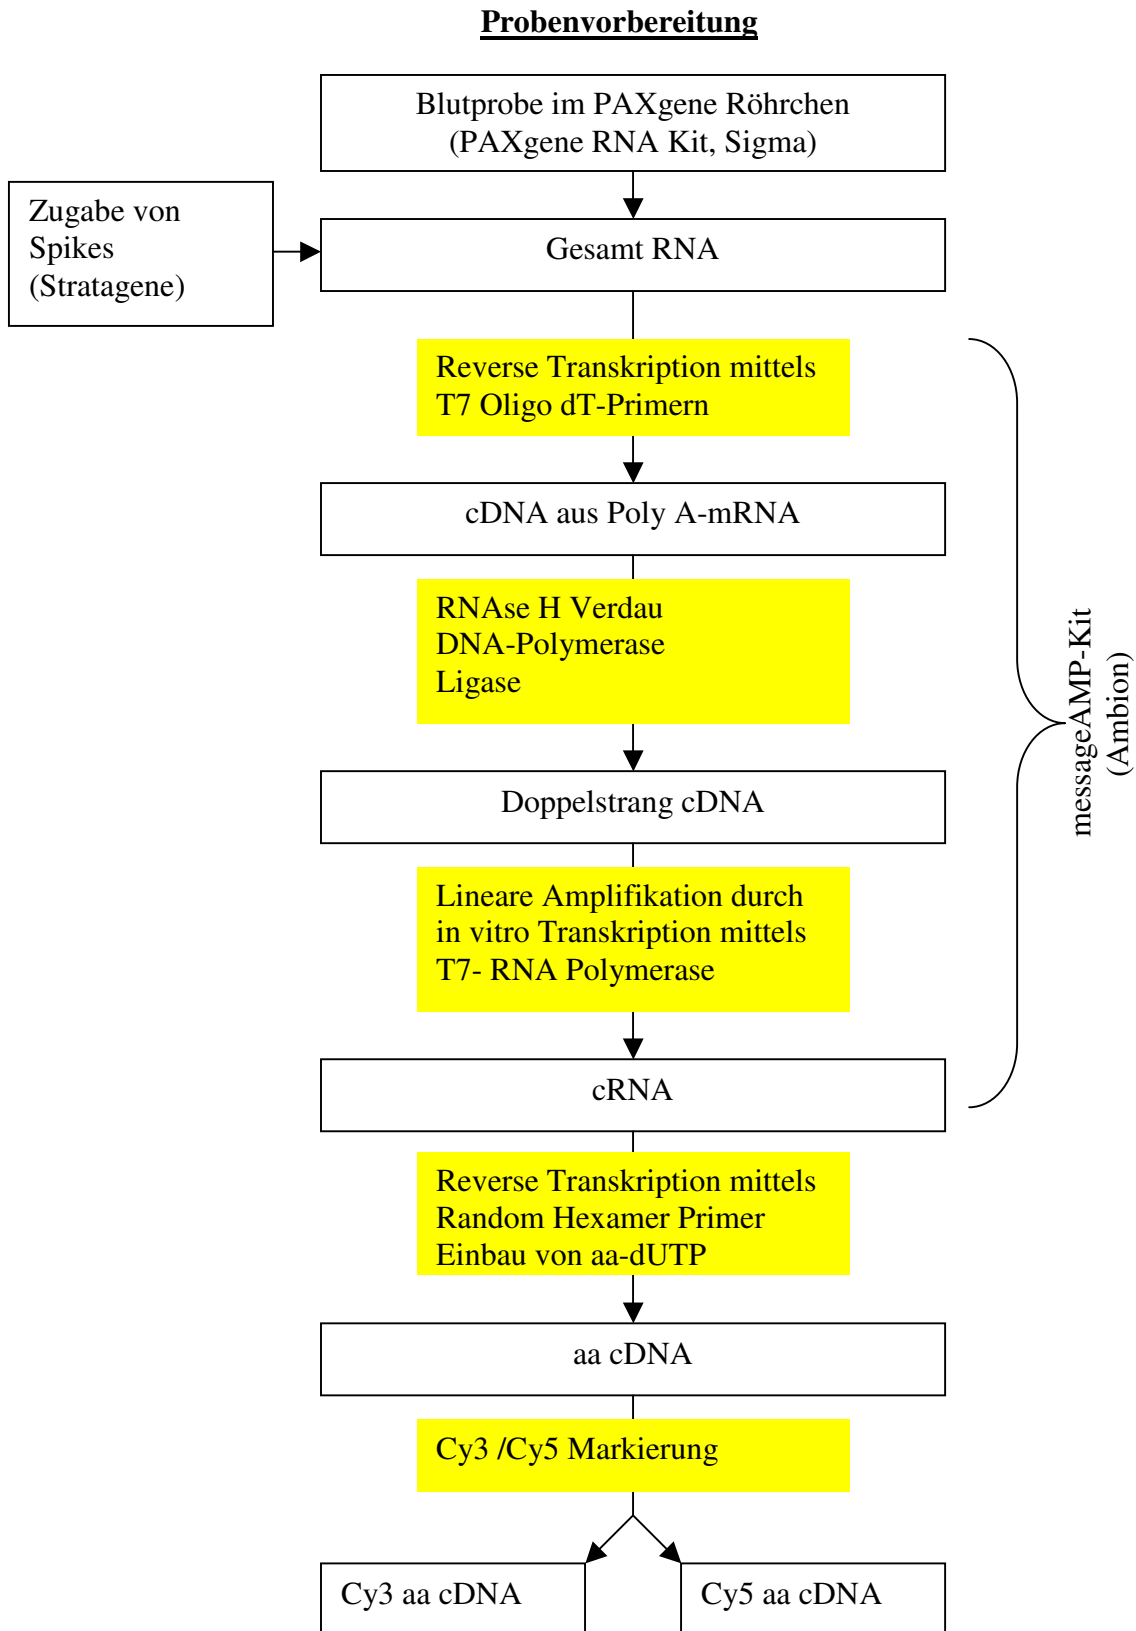 Probenvorbereitung
Blutprobe im PAXgene Röhrchen
(PAXgene RNA Kit, Sigma)
Zugabe von
Spikes
(Stratagene)
Gesamt RNA
Reverse Transkription mittels
T7 Oligo dT-Primern
cDNA aus Poly A-mRNA
RNAse H Verdau
DNA-Polymerase
Ligase
messageAMP-Kit
(Ambion)
Doppelstrang cDNA
Lineare Amplifikation durch
in vitro Transkription mittels
T7- RNA Polymerase
cRNA
Reverse Transkription mittels
Random Hexamer Primer
Einbau von aa-dUTP
aa cDNA
Cy3 /Cy5 Markierung
Cy3 aa cDNA
Cy5 aa cDNA